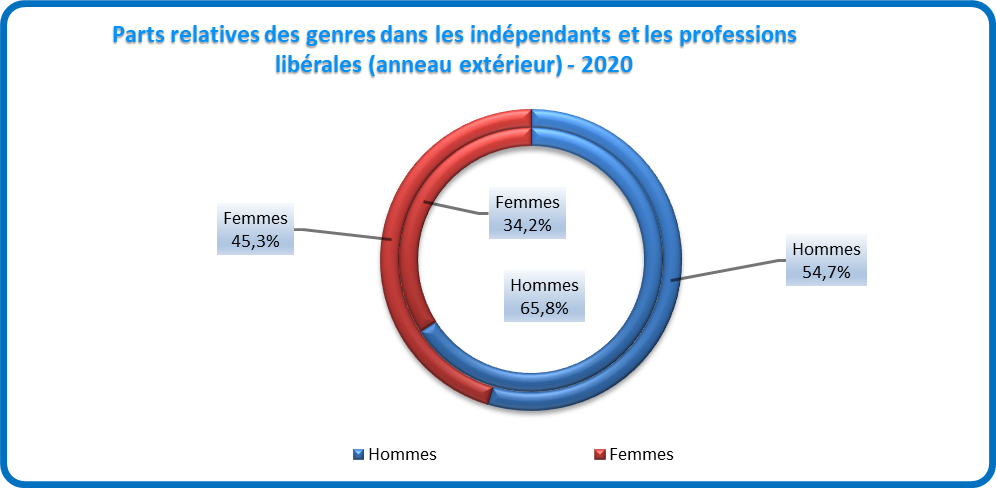 Parts relatives des genres dans les indépendants et les professions
libérales (anneau extérieur) - 2020
Femmes
45,3%
Femmes
34,2%
Hommes
65,8%
Hommes
54,7%
Hommes
Femmes